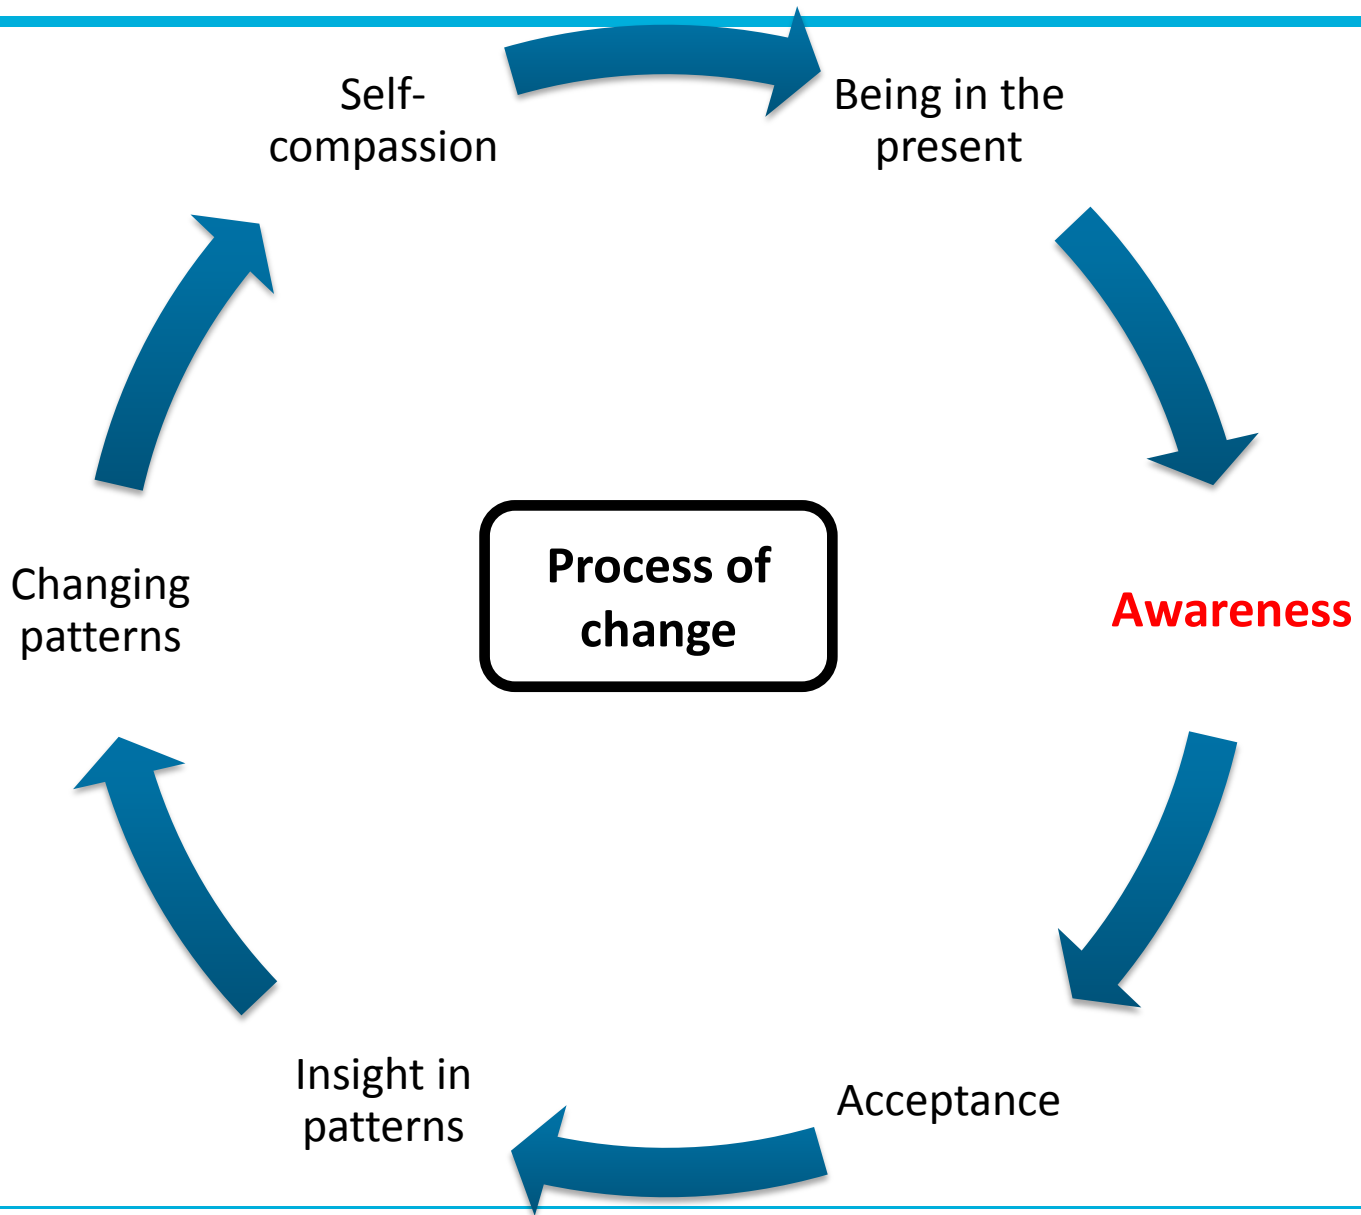 Self-
compassion
Being in the
present
Awareness
Acceptance
Insight in
patterns
Changing
patterns
Process of
change